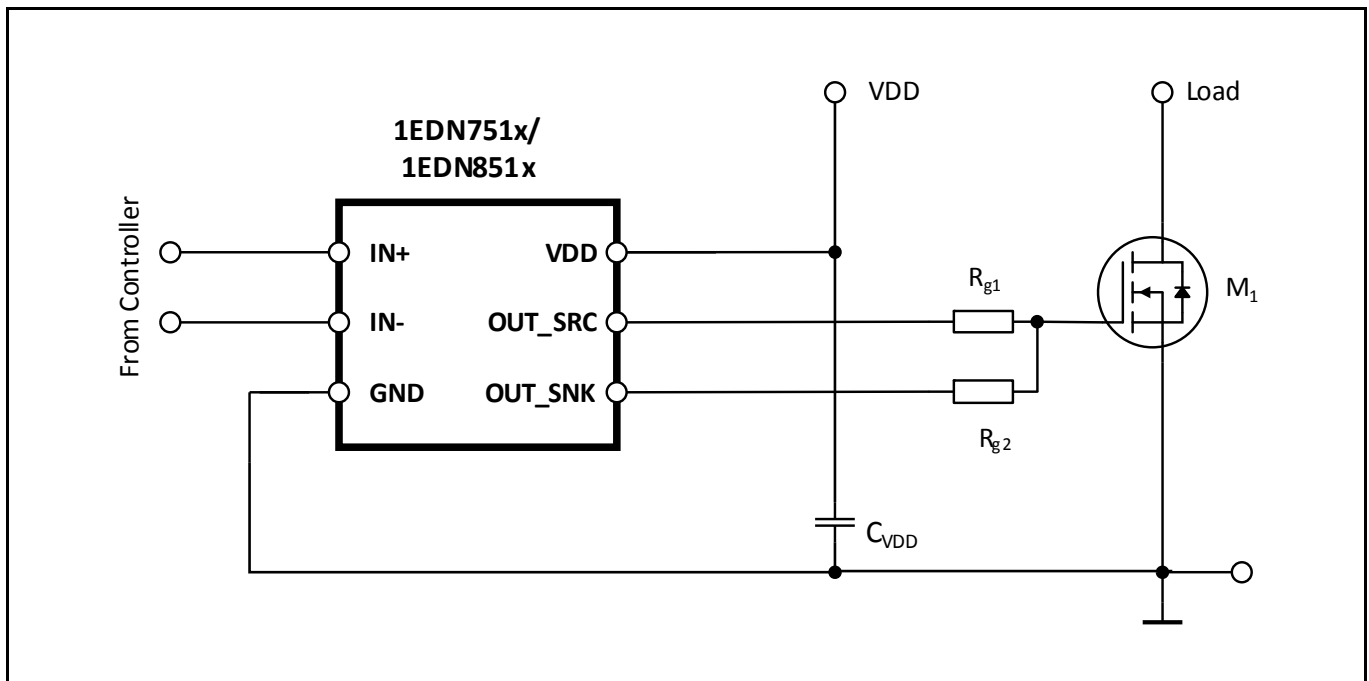 VDD
Load
1EDN751x/
1EDN851x
From Controller
IN+
VDD
IN-
OUT_SRC
GND
OUT_SNK
Rg1
Rg2
M1
CVDD